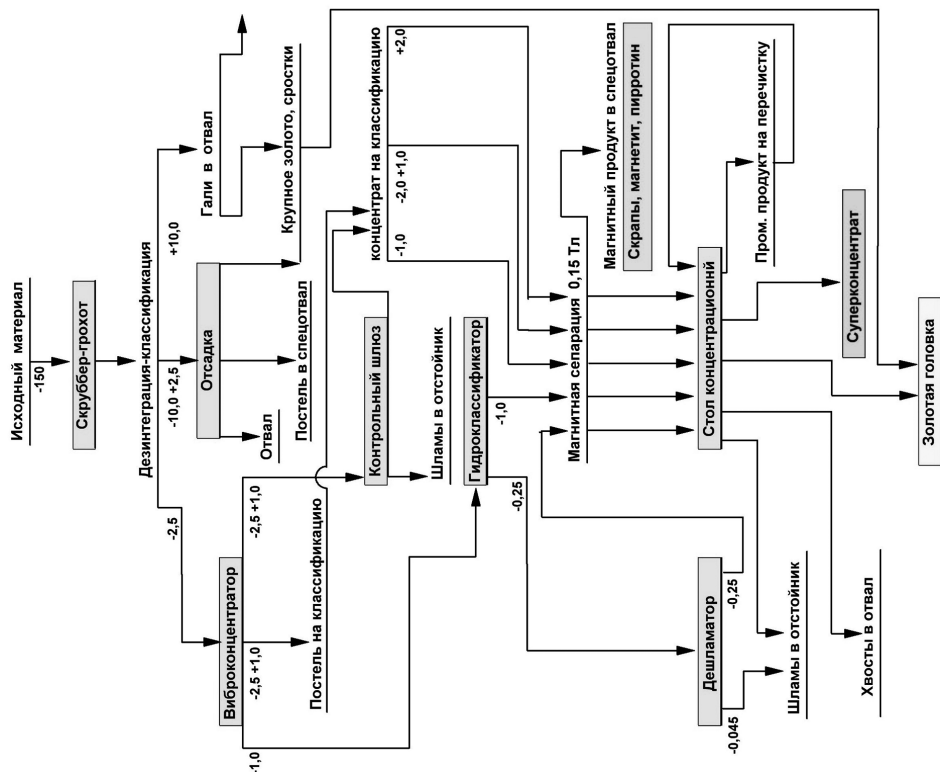 Исходный материал
-150
Скруббер-грохот
Дезинтеграция-классификация
-2,5
-10,0 +2,5
+10,0
Гали в отвал
Отсадка
Отвал
Постель в спецотвал
Крупное золото, сростки
Виброконцентратор
-1,0
-2,5 +1,0
-2,5 +1,0
Постель на классификацию
Контрольный шлюз
Шламы в отстойник
концентрат на классификацию
-1,0
-2,0 +1,0
+2,0
Гидроклассификатор
-0,25
-1,0
Магнитная сепарация 0,15 Тл
Магнитный продукт в спецотвал
Скрапы, магнетит, пирротин
Дешламатор
-0,045
-0,25
Стол концентрационнй
Пром. продукт на перечистку
Шламы в отстойник
Хвосты в отвал
Суперконцентрат
Золотая головка